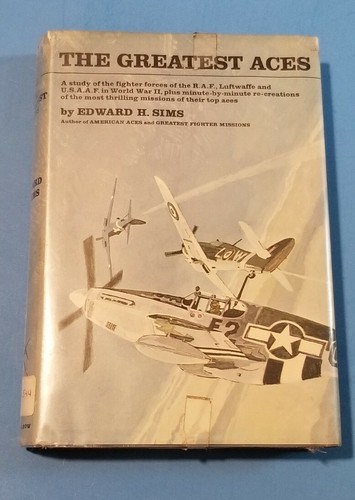 THE GREATEST ACES
A study of the fighter forces of the R.A.F., Luftwaffe and
U.S.A.A.F. in World War II, plus minute-by-minute re-creations
of the most thrilling missions of their top aces
by EDWARD H. SIMS
Author of AMERICAN ACES and GREATEST FIGHTER MISSIONS
ZOW
E2